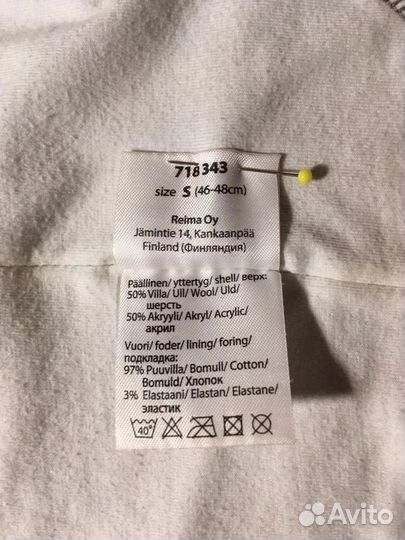 718343
size S (46-48cm)
Reima Oy
Jämintie 14, Kankaanpää
Finland (Финляндия)
Päällinen/ yttertyg/ shell/ верх:
50% Villa/ Ull/ Wool/ Uld/
шерсть
50% Akryyli/ Akryl/ Acrylic/
акрил
Vuori/ foder/ lining/ foring/
подкладка:
97% Puuvilla/ Bomull/ Cotton/
Bomuld/ Хлопок
3% Elastaani/ Elastan/ Elastane/
эластик
40°
Avito